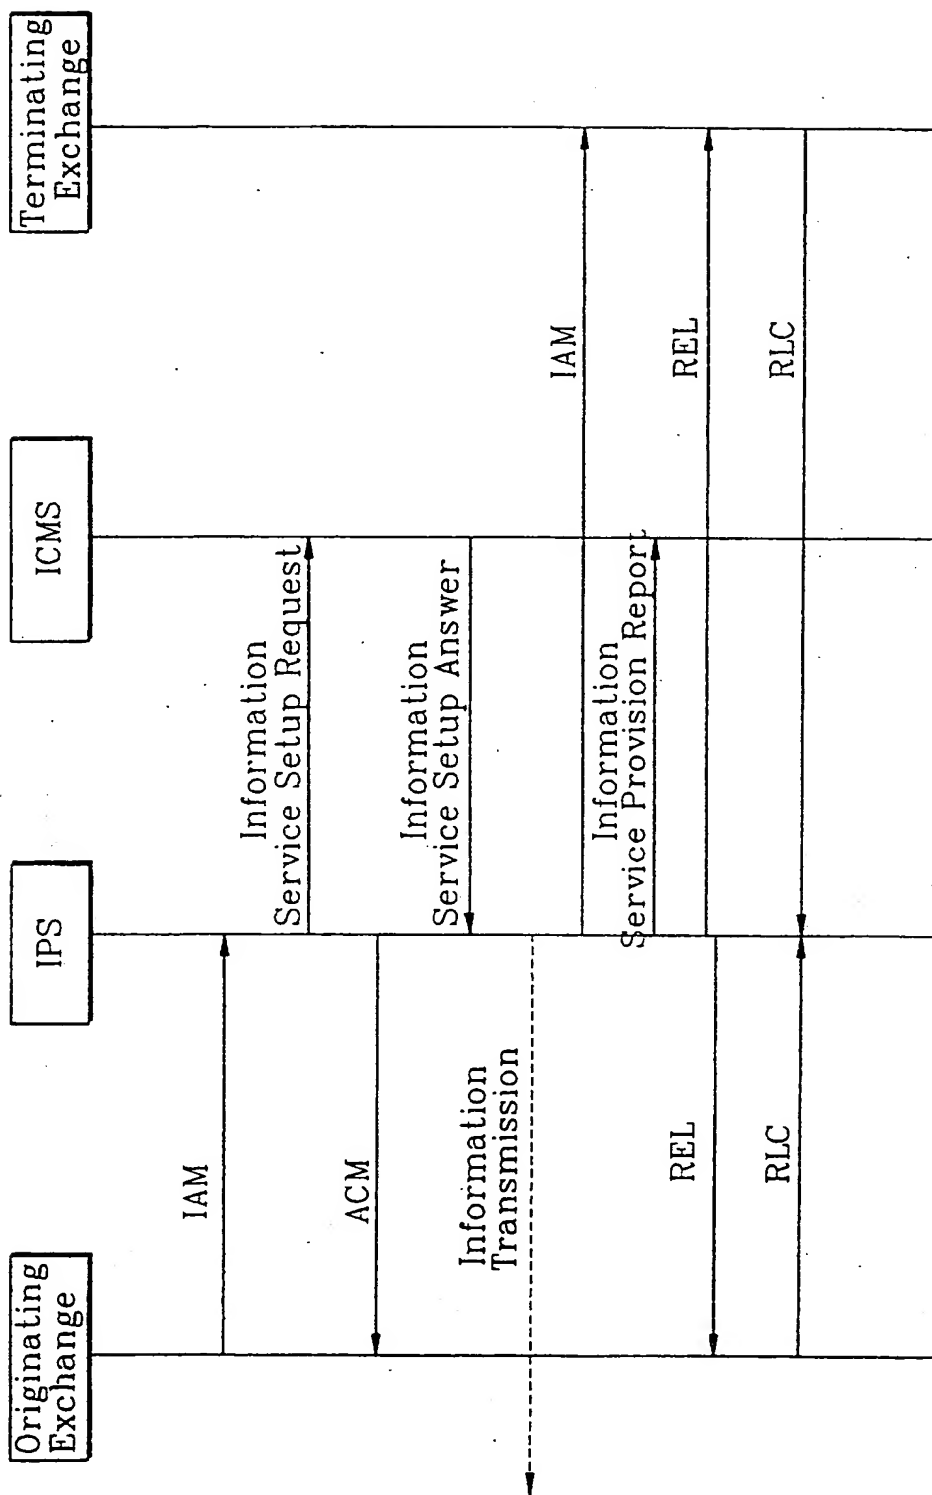 Originating
Exchange
IPS
ICMS
Terminating
Exchange
IAM
Information
Service Setup Request
ACM
Information
Service Setup Answer
Information
Transmission
IAM
Information
Service Provision Report
REL
REL
RLC
RLC